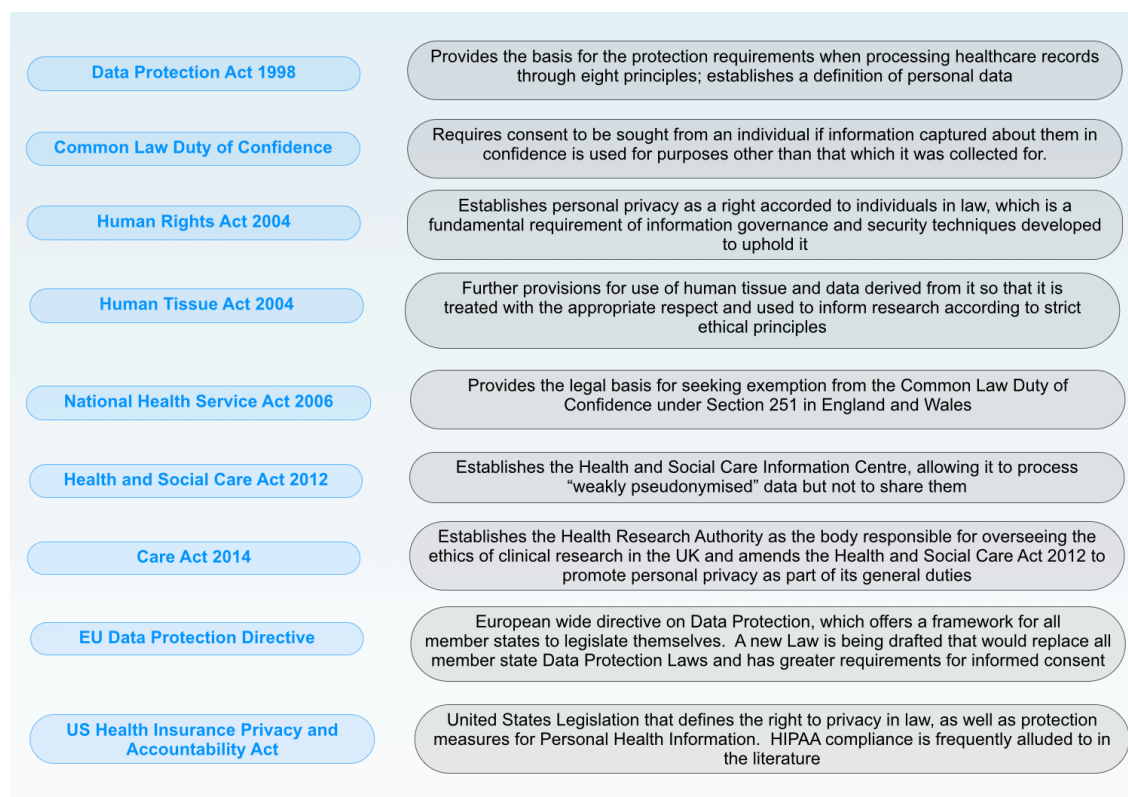 Data Protection Act 1998
Provides the basis for the protection requirements when processing healthcare records
through eight principles; establishes a definition of personal data
Common Law Duty of Confidence
Requires consent to be sought from an individual if information captured about them in
confidence is used for purposes other than that which it was collected for.
Human Rights Act 2004
Establishes personal privacy as a right accorded to individuals in law, which is a
fundamental requirement of information governance and security techniques developed
to uphold it
Human Tissue Act 2004
Further provisions for use of human tissue and data derived from it so that it is
treated with the appropriate respect and used to inform research according to strict
ethical principles
National Health Service Act 2006
Provides the legal basis for seeking exemption from the Common Law Duty of
Confidence under Section 251 in England and Wales
Health and Social Care Act 2012
Establishes the Health and Social Care Information Centre, allowing it to process
“weakly pseudonymised” data but not to share them
Care Act 2014
Establishes the Health Research Authority as the body responsible for overseeing the
ethics of clinical research in the UK and amends the Health and Social Care Act 2012 to
promote personal privacy as part of its general duties
EU Data Protection Directive
European wide directive on Data Protection, which offers a framework for all
member states to legislate themselves.  A new Law is being drafted that would replace all
member state Data Protection Laws and has greater requirements for informed consent
US Health Insurance Privacy and
Accountability Act
United States Legislation that defines the right to privacy in law, as well as protection
measures for Personal Health Information.  HIPAA compliance is frequently alluded to in
the literature